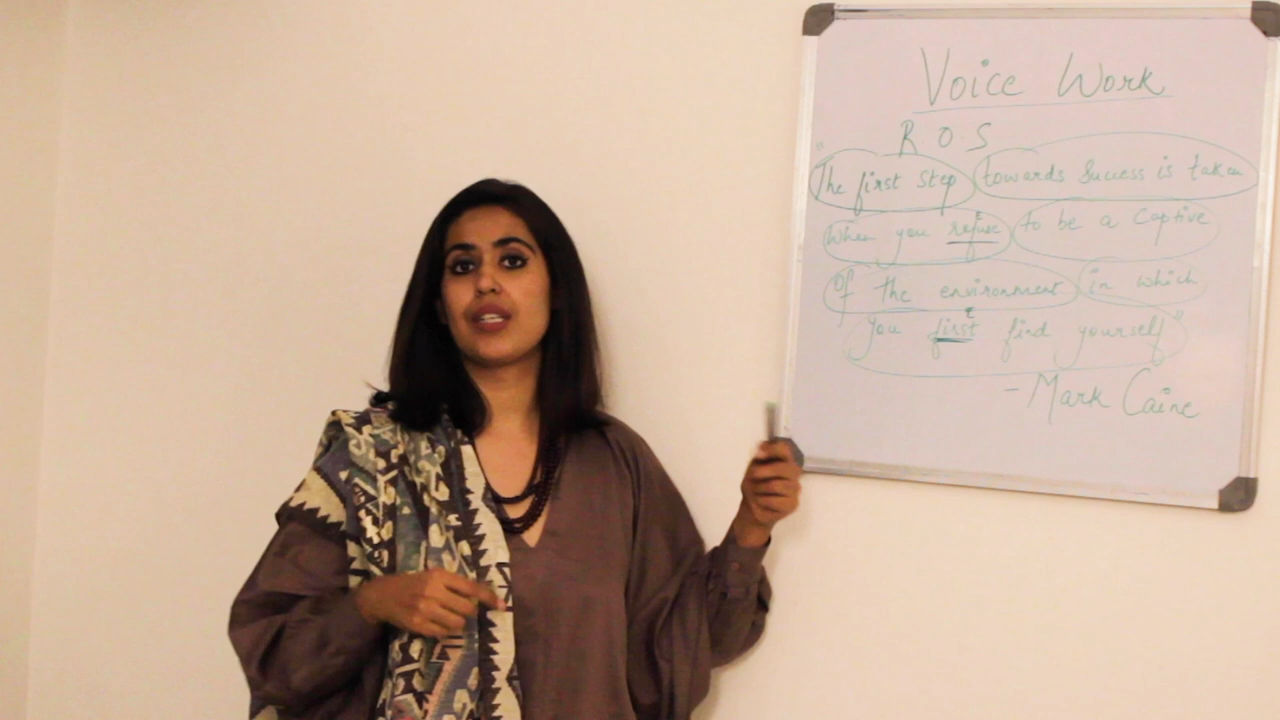 Voice Work
R.O.S
"The first step towards Success is taken
When you refuse to be a Captive
Of the environment in which
you first find yourself"
- Mark Caine